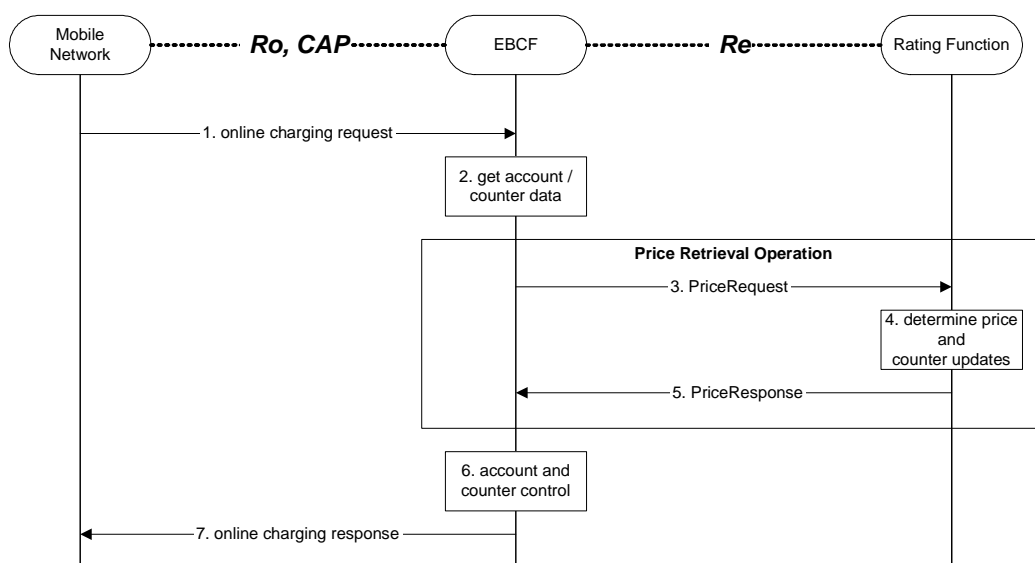 Mobile
Network
Ro, CAP
EBCF
Re
Rating Function
1. online charging request
2. get account /
counter data
Price Retrieval Operation
3. PriceRequest
4. determine price
and
counter updates
5. PriceResponse
6. account and
counter control
7. online charging response